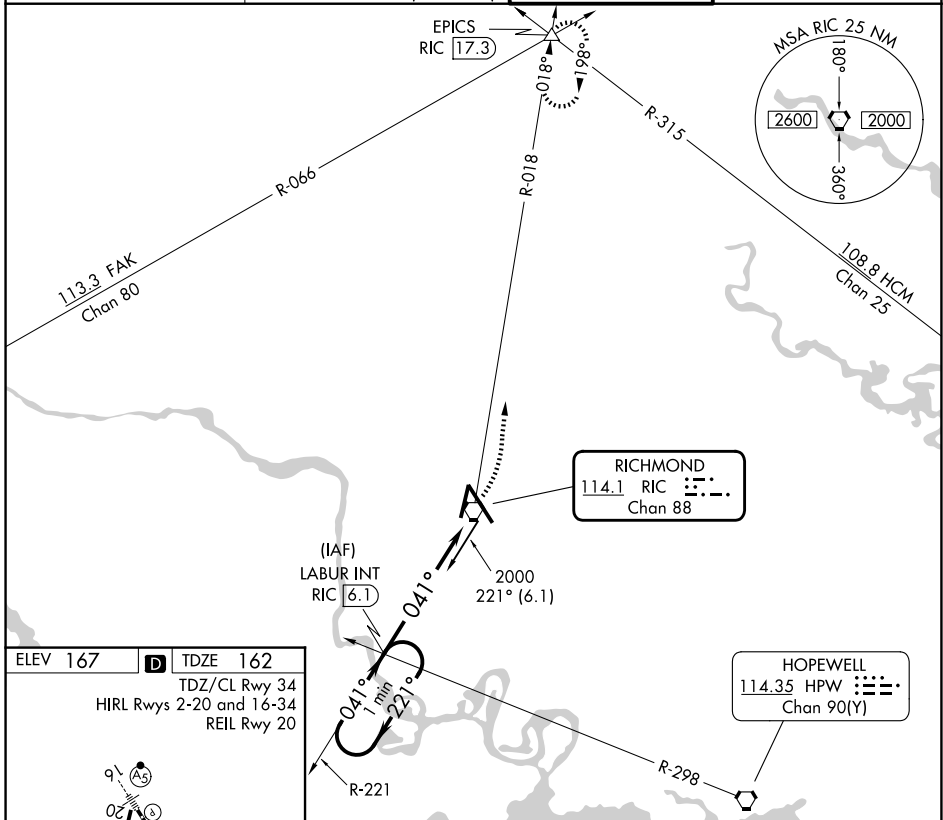 EPICS
RIC 17.3
018°
198°
MSA RIC 25 NM
180°
2600
2000
360°
R-315
R-018
R-066
113.3 FAK
Chan 80
108.8 HCM
Chan 25
RICHMOND
114.1 RIC
Chan 88
(IAF)
LABUR INT
RIC 6.1
041°
2000
221° (6.1)
041°
1 min
221°
R-221
R-298
HOPEWELL
114.35 HPW
Chan 90(Y)
ELEV 167
D
TDZE 162
TDZ/CL Rwy 34
HIRL Rwys 2-20 and 16-34
REIL Rwy 20
16
A5
20
P